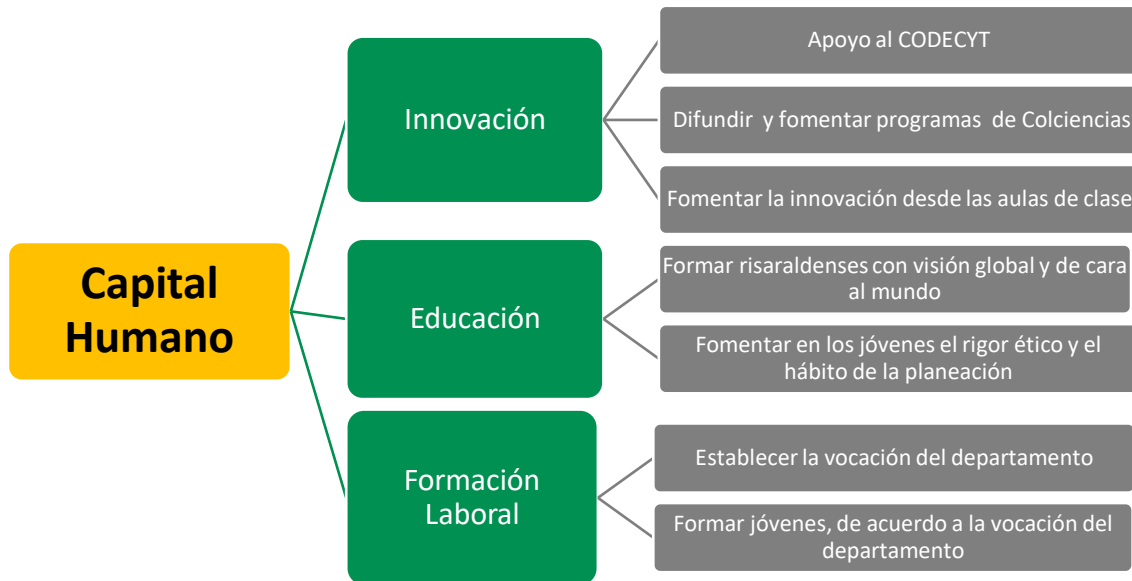 Capital
Humano
Innovación
Apoyo al CODECYT
Difundir y fomentar programas de Colciencias
Fomentar la innovación desde las aulas de clase
Educación
Formar risaraldenses con visión global y de cara
al mundo
Fomentar en los jóvenes el rigor ético y el
hábito de la planeación
Formación
Laboral
Establecer la vocación del departamento
Formar jóvenes, de acuerdo a la vocación del
departamento